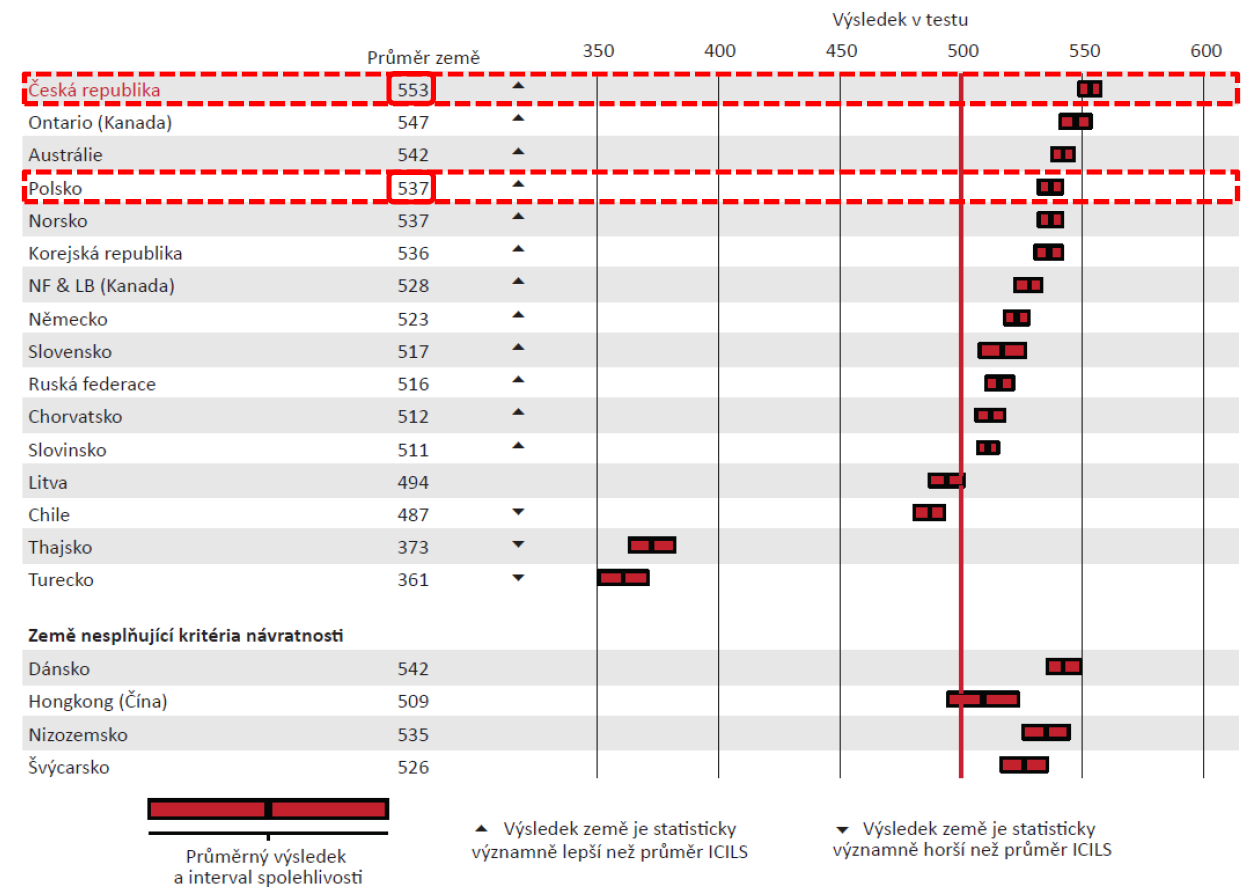 Výsledek v testu
Průměr země 350 400 450 500 550 600
Česká republika 553 ▲
Ontario (Kanada) 547 ▲
Austrálie 542 ▲
Polsko 537 ▲
Norsko 537 ▲
Korejská republika 536 ▲
NF & LB (Kanada) 528 ▲
Německo 523 ▲
Slovensko 517 ▲
Ruská federace 516 ▲
Chorvatsko 512 ▲
Slovinsko 511 ▲
Litva 494
Chile 487 ▼
Thajsko 373 ▼
Turecko 361 ▼
Země nesplňující kritéria návratnosti
Dánsko 542
Hongkong (Čína) 509
Nizozemsko 535
Švýcarsko 526
Průměrný výsledek
a interval spolehlivosti
▲ Výsledek země je statisticky
významně lepší než průměr ICILS
▼ Výsledek země je statisticky
významně horší než průměr ICILS